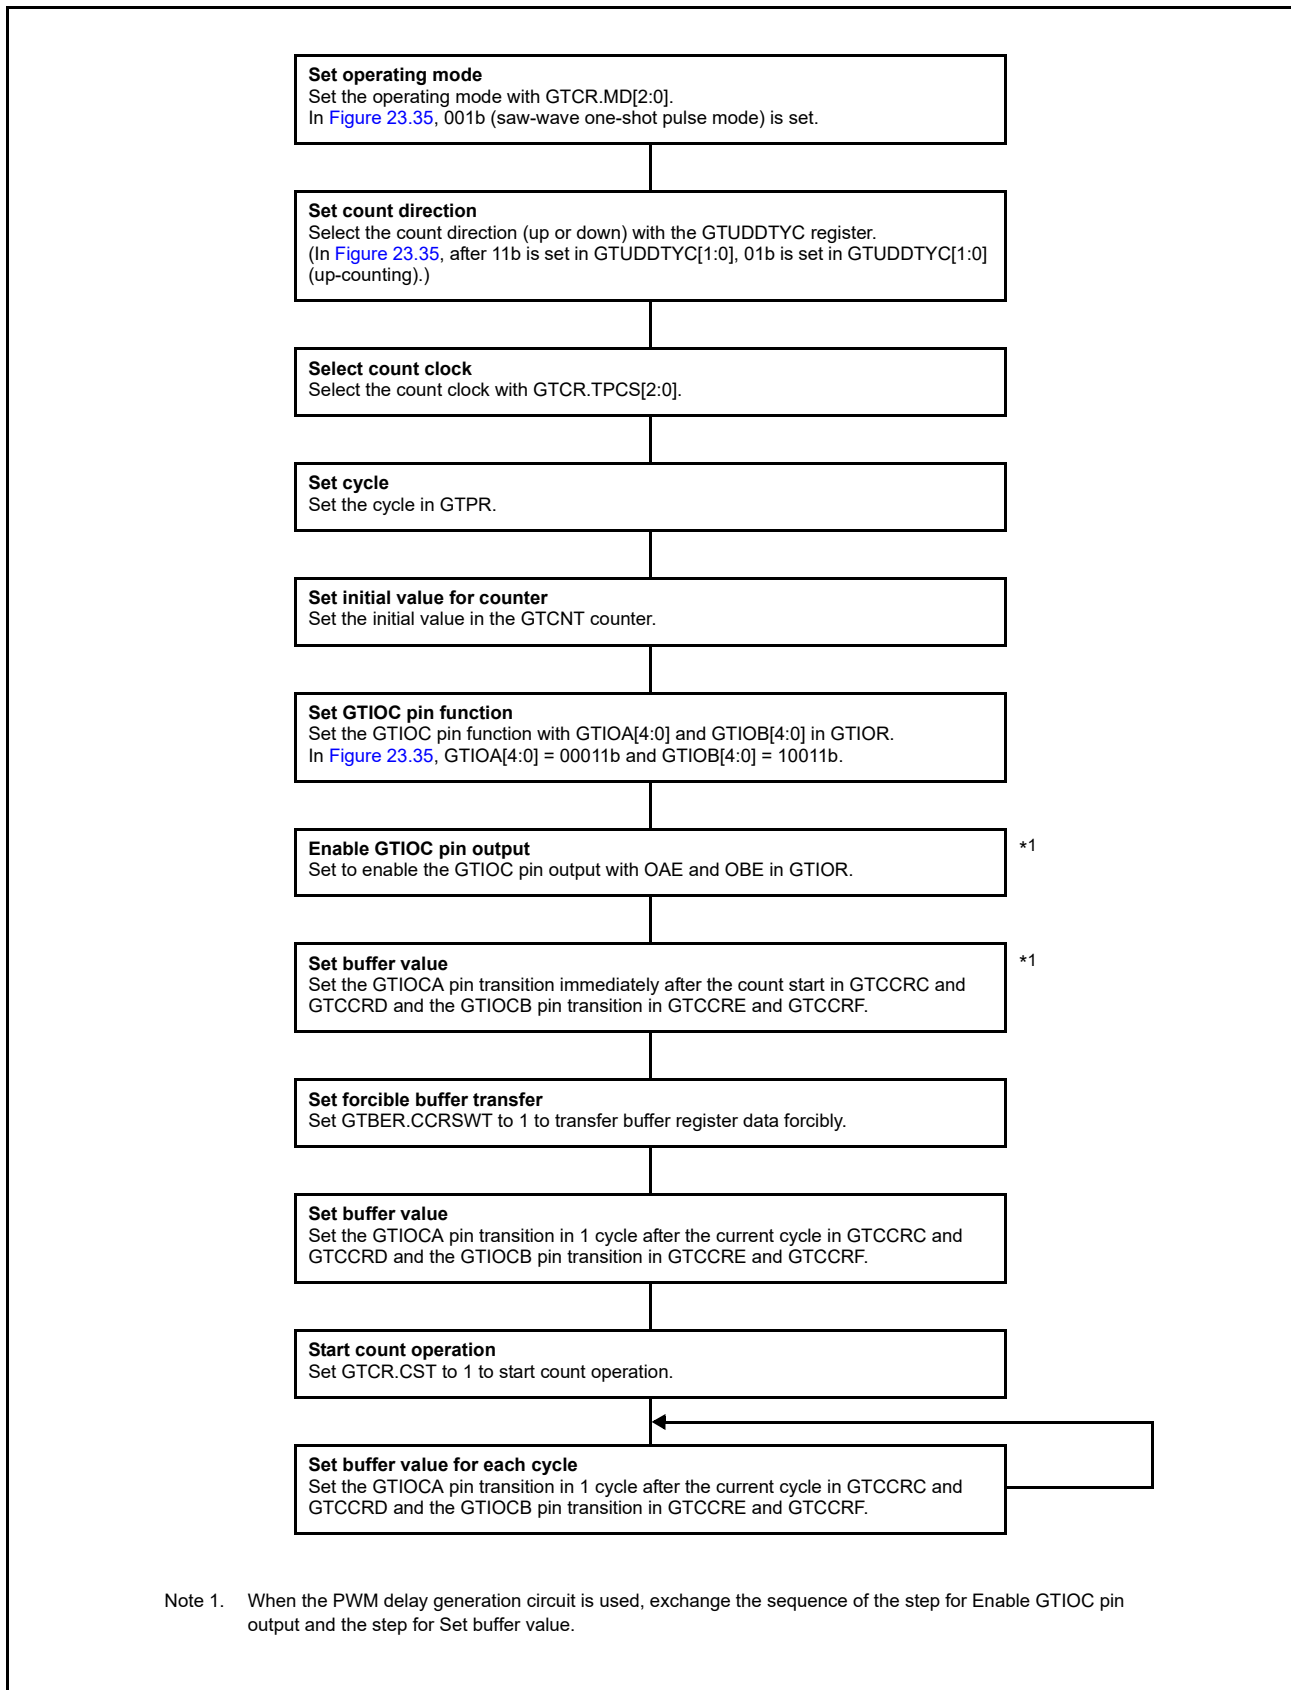 Set operating mode
Set the operating mode with GTCR.MD[2:0].
In Figure 23.35, 001b (saw-wave one-shot pulse mode) is set.
Set count direction
Select the count direction (up or down) with the GTUDDTYC register.
(In Figure 23.35, after 11b is set in GTUDDTYC[1:0], 01b is set in GTUDDTYC[1:0]
(up-counting).)
Select count clock
Select the count clock with GTCR.TPCS[2:0].
Set cycle
Set the cycle in GTPR.
Set initial value for counter
Set the initial value in the GTCNT counter.
Set GTIOC pin function
Set the GTIOC pin function with GTIOA[4:0] and GTIOB[4:0] in GTIOR.
In Figure 23.35, GTIOA[4:0] = 00011b and GTIOB[4:0] = 10011b.
Enable GTIOC pin output
Set to enable the GTIOC pin output with OAE and OBE in GTIOR.
*1
Set buffer value
Set the GTIOCA pin transition immediately after the count start in GTCCRC and
GTCCRD and the GTIOCB pin transition in GTCCRE and GTCCRF.
*1
Set forcible buffer transfer
Set GTBER.CCRSWT to 1 to transfer buffer register data forcibly.
Set buffer value
Set the GTIOCA pin transition in 1 cycle after the current cycle in GTCCRC and
GTCCRD and the GTIOCB pin transition in GTCCRE and GTCCRF.
Start count operation
Set GTCR.CST to 1 to start count operation.
Set buffer value for each cycle
Set the GTIOCA pin transition in 1 cycle after the current cycle in GTCCRC and
GTCCRD and the GTIOCB pin transition in GTCCRE and GTCCRF.
Note 1. When the PWM delay generation circuit is used, exchange the sequence of the step for Enable GTIOC pin
output and the step for Set buffer value.